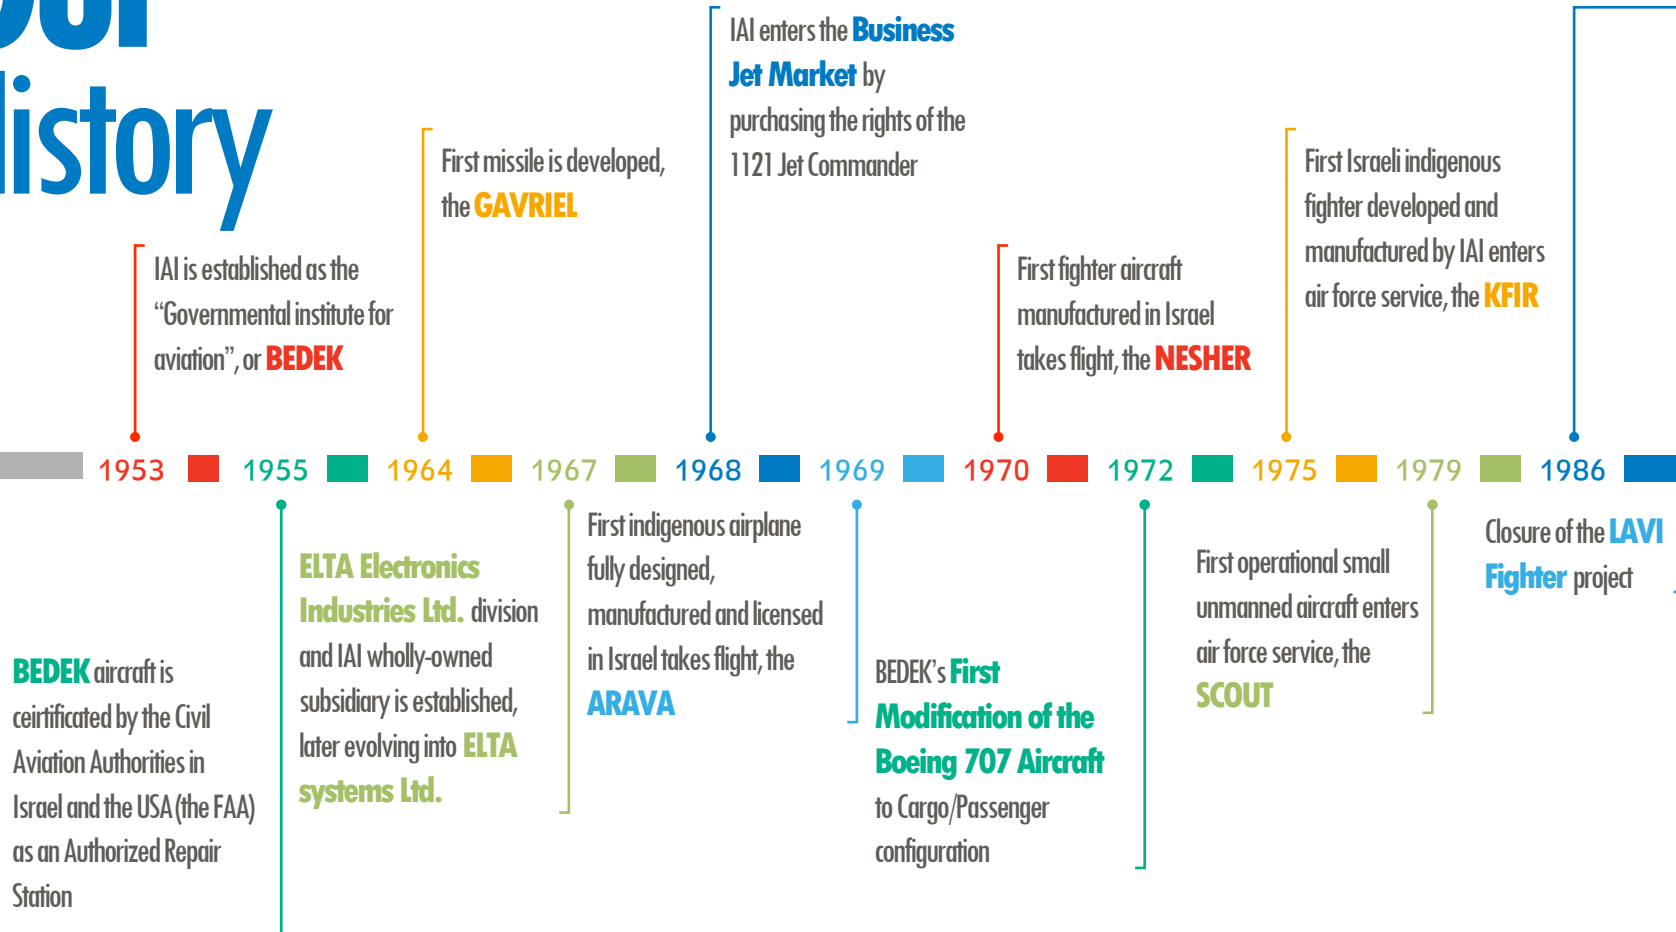 our
History
IAI is established as the
“Governmental institute for
aviation”, or BEDEK
First missile is developed,
the GAVRIEL
IAI enters the Business
Jet Market by
purchasing the rights of the
1121 Jet Commander
First fighter aircraft
manufactured in Israel
takes flight, the NESHER
First Israeli indigenous
fighter developed and
manufactured by IAI enters
air force service, the KFIR
1953 1955 1964 1967 1968 1969 1970 1972 1975 1979 1986
BEDEK aircraft is
ceirtificated by the Civil
Aviation Authorities in
Israel and the USA (the FAA)
as an Authorized Repair
Station
ELTA Electronics
Industries Ltd. division
and IAI wholly-owned
subsidiary is established,
later evolving into ELTA
systems Ltd.
First indigenous airplane
fully designed,
manufactured and licensed
in Israel takes flight, the
ARAVA
BEDEK’s First
Modification of the
Boeing 707 Aircraft
to Cargo/Passenger
configuration
First operational small
unmanned aircraft enters
air force service, the
SCOUT
Closure of the LAVI
Fighter project